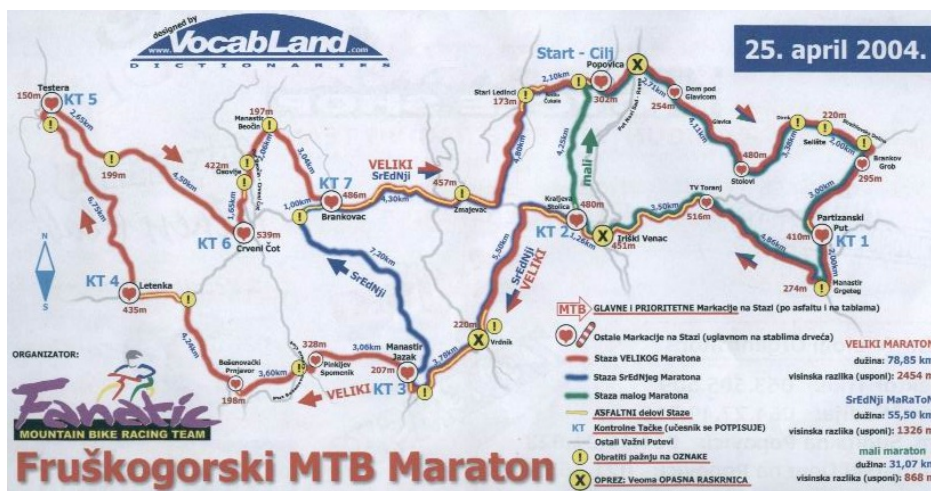 designed by
VOCABLAND
www. .com
DICTIONARIES
25. april 2004.
Start - Cilj
Popovica
302m
2,10km
Stari Ledinci
173m
2,71km
Dom pod
Glavicom
254m
Glavica
4,11km
480m
Stolovi
3,38km
Selište
220m
2,00km
Brankov
Grob
295m
3,00km
Partizanski
Put
410m
KT 1
2,00km
274m
Manastir
Grgeteg
4,86km
TV Toranj
516m
3,50km
Iriški Venac
451m
1,26km
Kraljeva
Stolica
480m
KT 2
4,25km
mali
4,80km
Testera
150m
KT 5
2,65km
199m
4,50km
6,75km
197m
Manastir
Beočin
2,06km
422m
Osovlje
1,65km
KT 6
539m
Crveni Čot
3,04km
KT 7
486m
Brankovac
1,00km
4,30km
VELIKI
SrEdNji
457m
Zmajevac
5,50km
SrEdNji
VELIKI
7,20km
SrEdNji
220m
Vrdnik
3,78km
Manastir
Jazak
207m
KT 3
3,06km
328m
Pinkijev
Spomenik
VELIKI
3,60km
Bešenovački
Prnjavor
198m
4,24km
KT 4
Letenka
435m
N
S
ORGANIZATOR:
Fanatic
MOUNTAIN BIKE RACING TEAM
Fruškogorski MTB Maraton
MTB GLAVNE I PRIORITETNE Markacije na Stazi (po asfaltu i na tablama)
Ostale Markacije na Stazi (uglavnom na stablima drveća)
Staza VELIKOG Maratona
Staza SrEdNjeg Maratona
Staza malog Maratona
ASFALTNI delovi Staze
KT Kontrolne Tačke (učesnik se POTPISUJE)
Ostali Važni Putevi
Obratiti pažnju na OZNAKE
OPREZ: Veoma OPASNA RASKRNICA
VELIKI MARATON
dužina: 78,85 km
visinska razlika (usponi): 2454 m
SrEdNji MaRaToN
dužina: 55,50 km
visinska razlika (usponi): 1326 m
mali maraton
dužina: 31,07 km
visinska razlika (usponi): 868 m